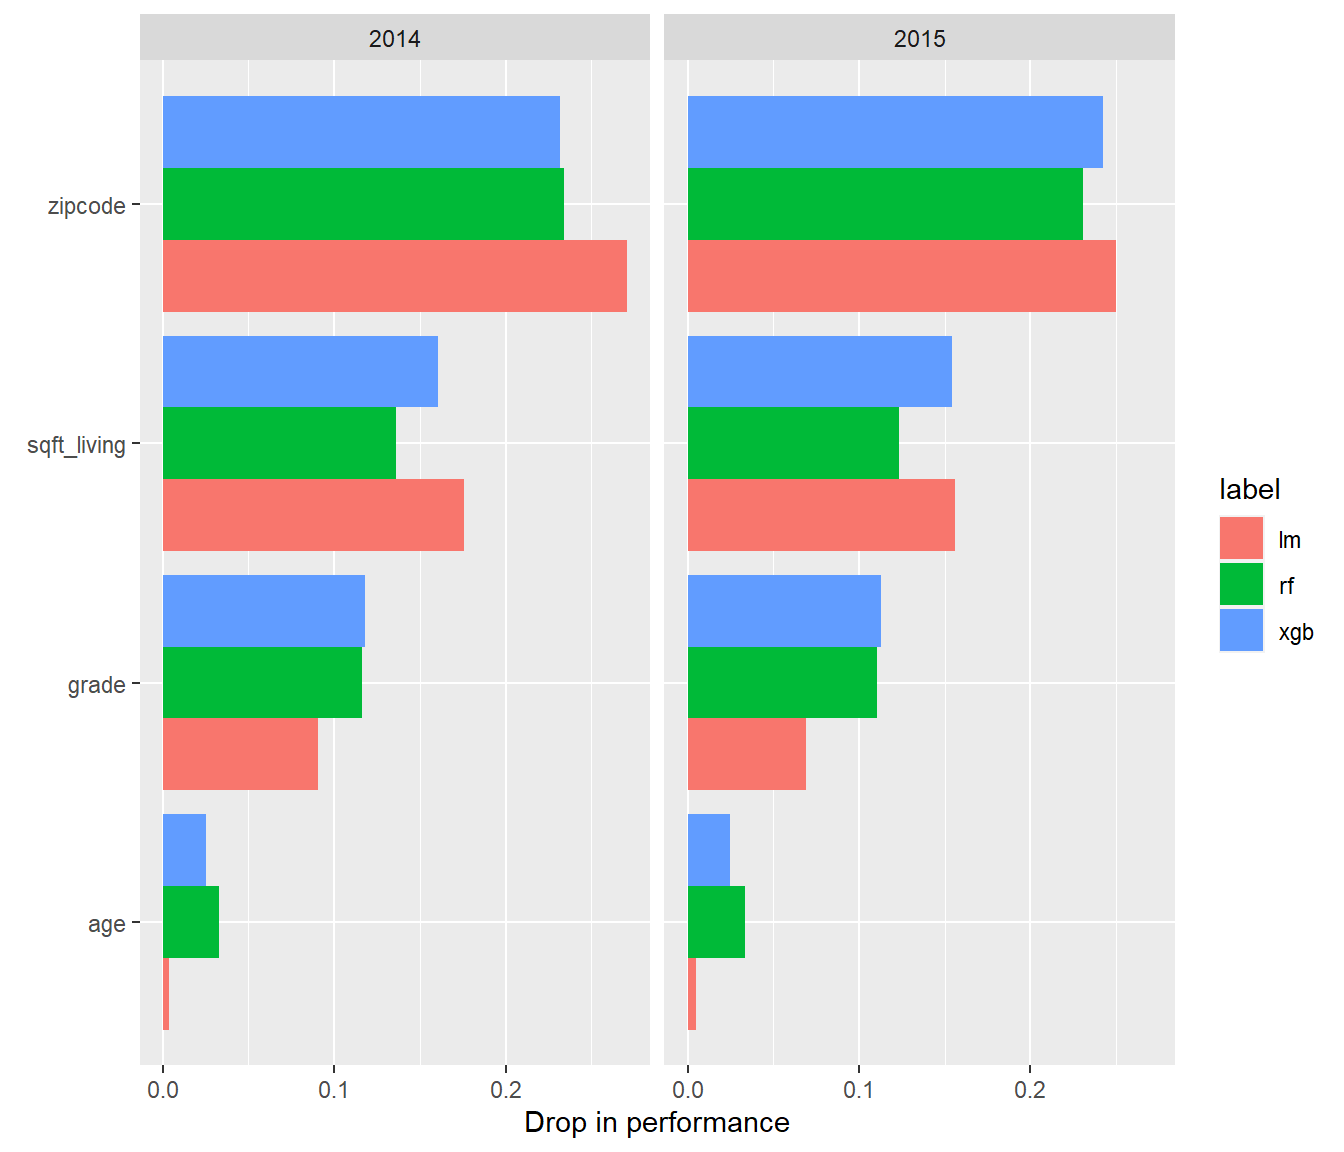 2014
2015
zipcode
sqft_living
grade
age
0.0
0.1
0.2
0.0
0.1
0.2
Drop in performance
label
lm
rf
xgb